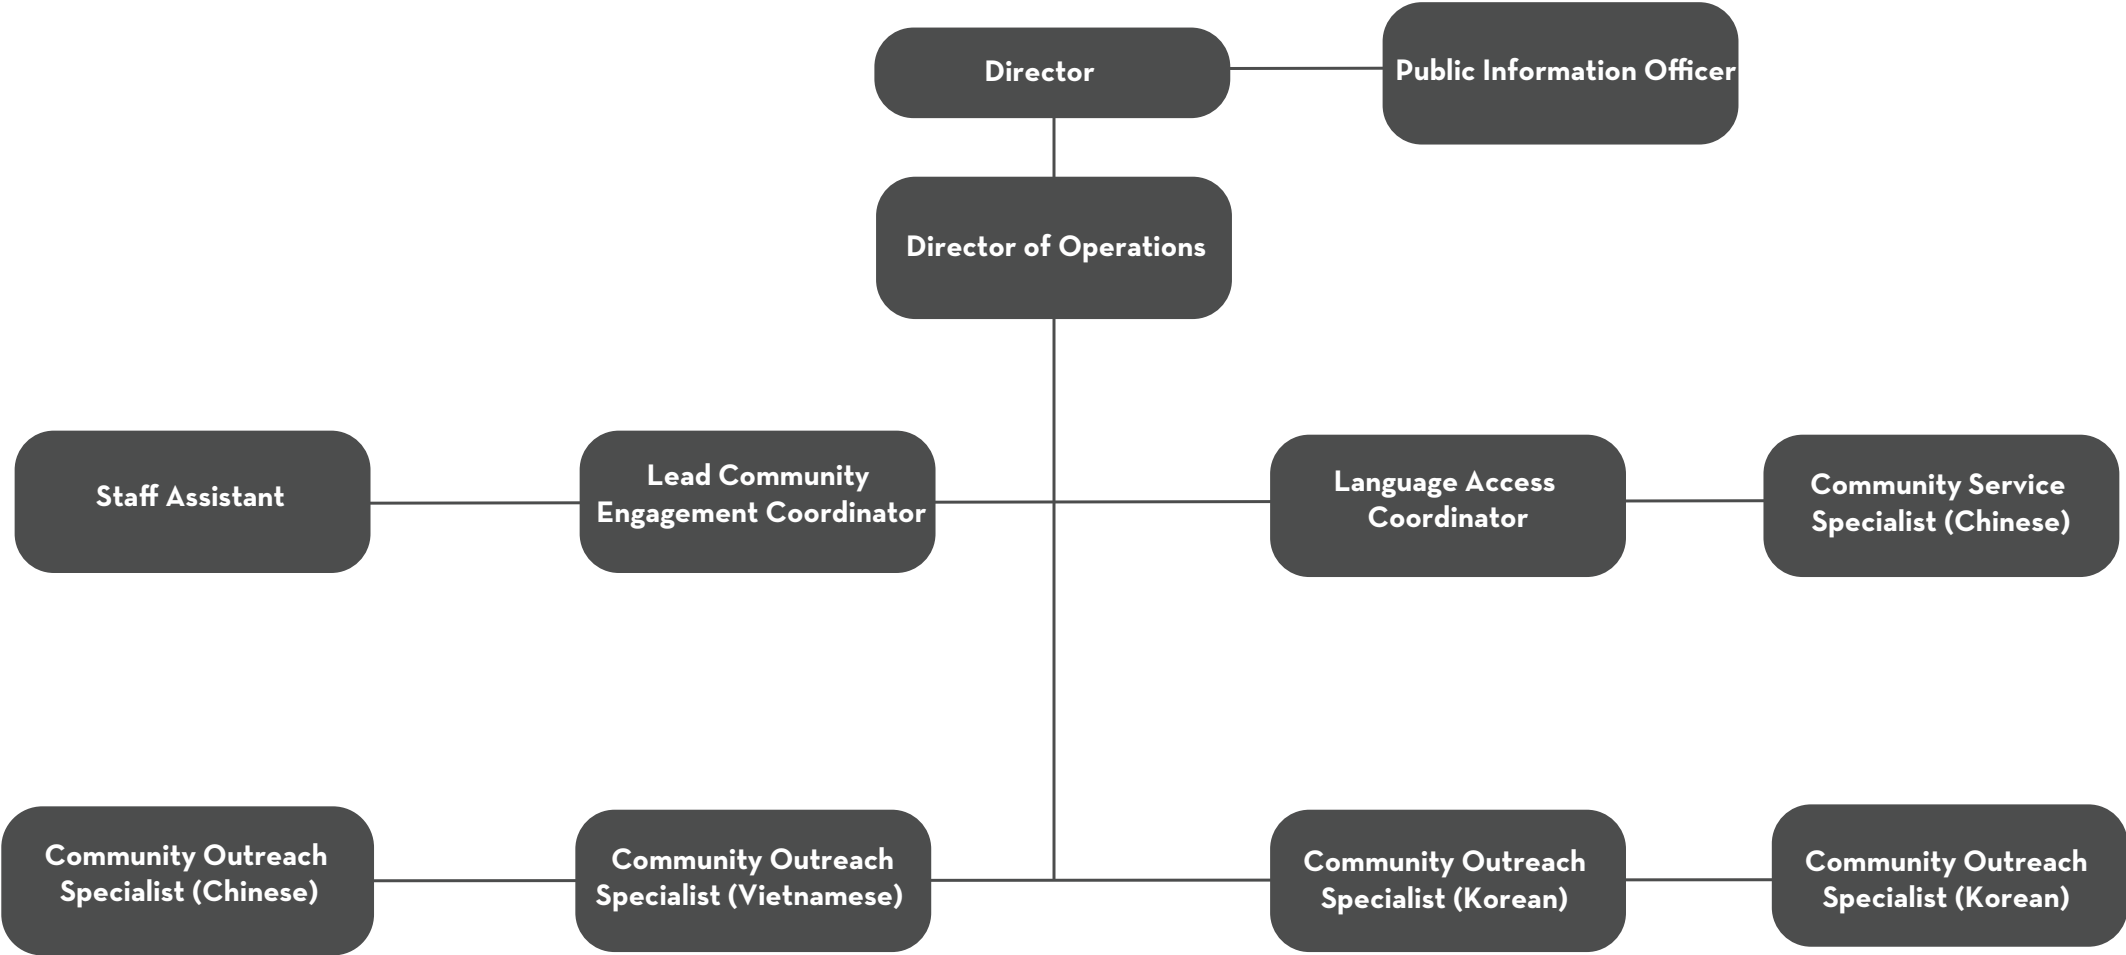 Director
Public Information Officer
Director of Operations
Staff Assistant
Lead Community
Engagement Coordinator
Language Access
Coordinator
Community Service
Specialist (Chinese)
Community Outreach
Specialist (Chinese)
Community Outreach
Specialist (Vietnamese)
Community Outreach
Specialist (Korean)
Community Outreach
Specialist (Korean)